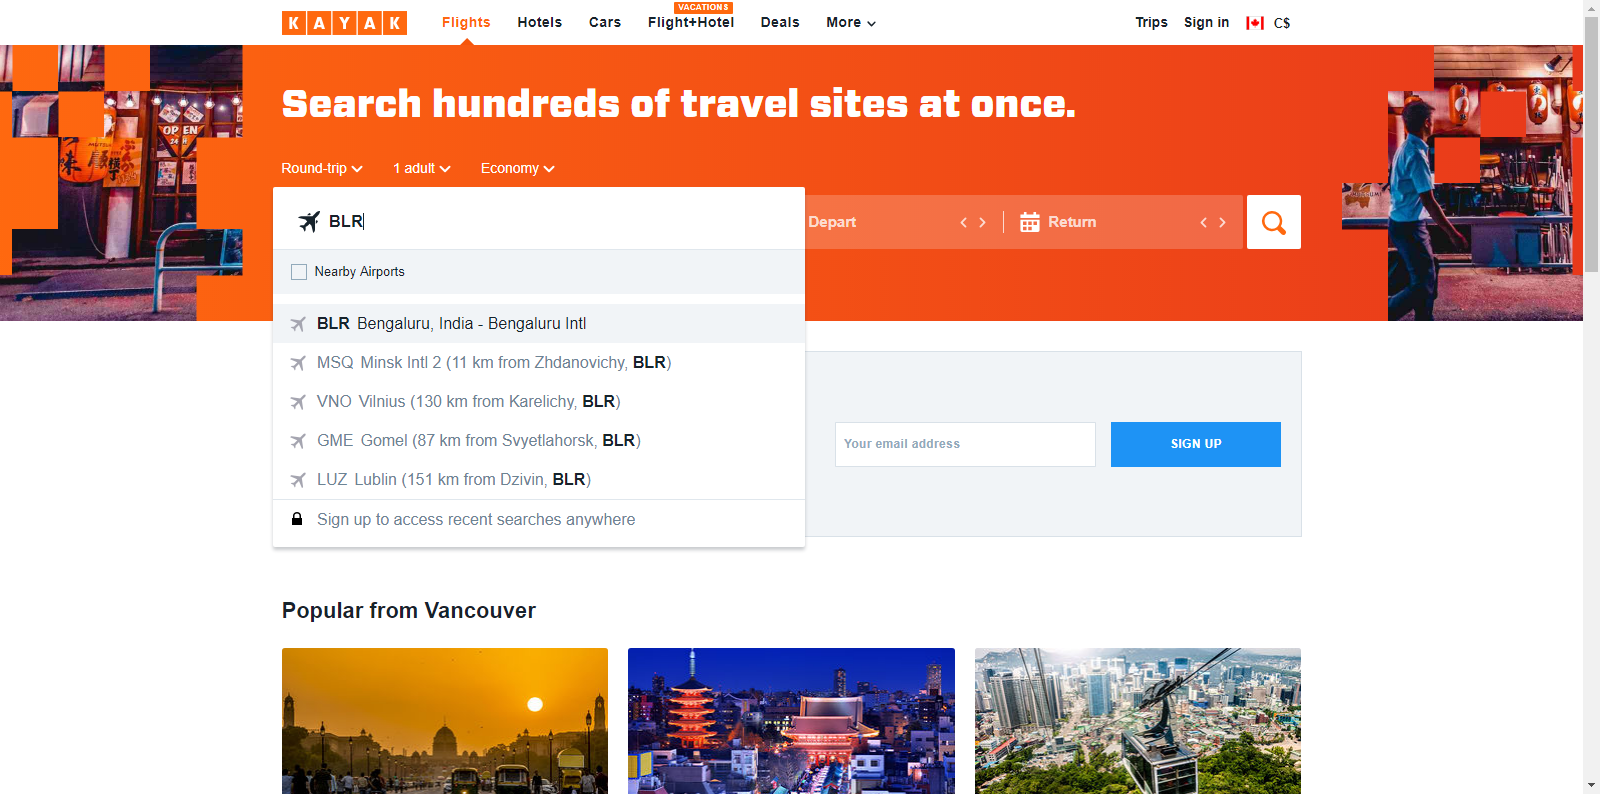 KAYAK
Flights
Hotels
Cars
VACATIONS
Flight+Hotel
Deals
More
Trips
Sign in
C$
Search hundreds of travel sites at once.
Round-trip
1 adult
Economy
BLR
Depart
Return
Nearby Airports
BLR Bengaluru, India - Bengaluru Intl
MSQ Minsk Intl 2 (11 km from Zhdanovichy, BLR)
VNO Vilnius (130 km from Karelichy, BLR)
GME Gomel (87 km from Svyetlahorsk, BLR)
LUZ Lublin (151 km from Dzivin, BLR)
Sign up to access recent searches anywhere
Your email address
SIGN UP
Popular from Vancouver
OPEN